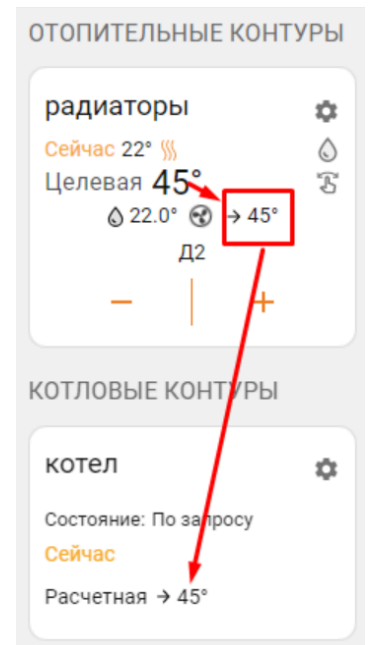 ОТОПИТЕЛЬНЫЕ КОНТУРЫ
радиаторы
Сейчас 22°
Целевая 45°
22.0° → 45°
Д2
− +
КОТЛОВЫЕ КОНТУРЫ
котел
Состояние: По запросу
Сейчас
Расчетная → 45°